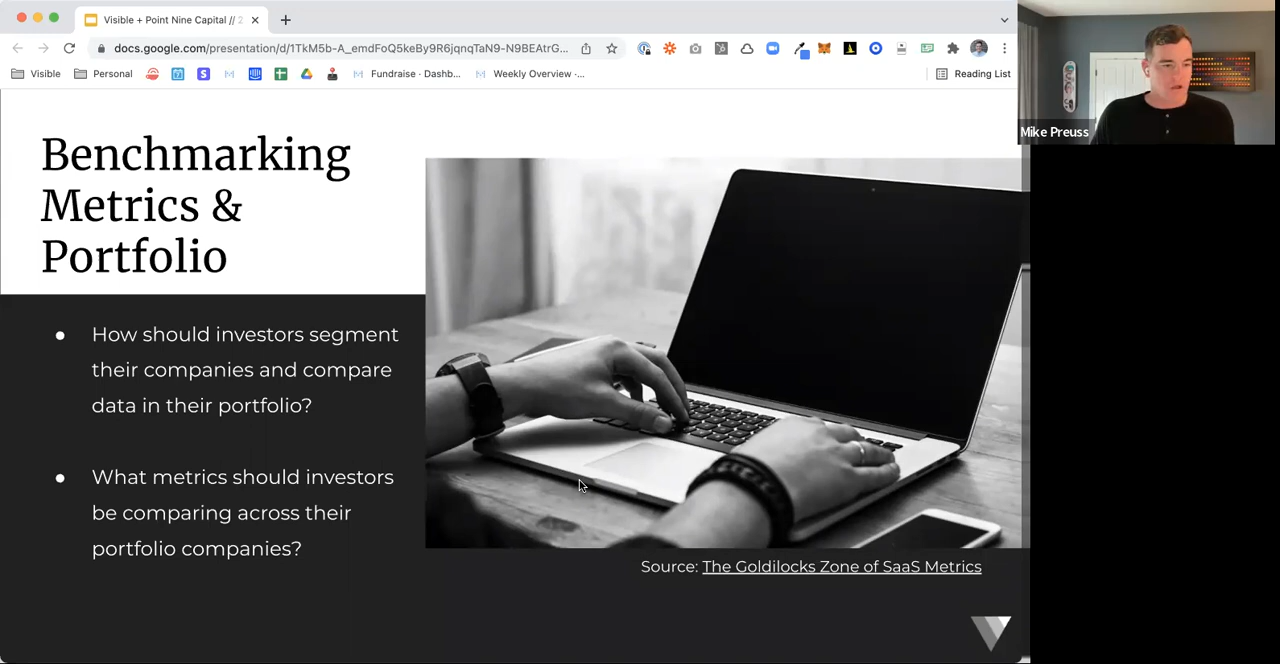 Visible + Point Nine Capital // 2
docs.google.com/presentation/d/1TkM5b-A_emdFoQ5keBy9R6jqnqTaN9-N9BEAtrG...
Visible
Personal
Fundraise · Dashb...
Weekly Overview ·...
Reading List
Mike Preuss
Benchmarking
Metrics &
Portfolio
● How should investors segment
their companies and compare
data in their portfolio?
● What metrics should investors
be comparing across their
portfolio companies?
Source: The Goldilocks Zone of SaaS Metrics